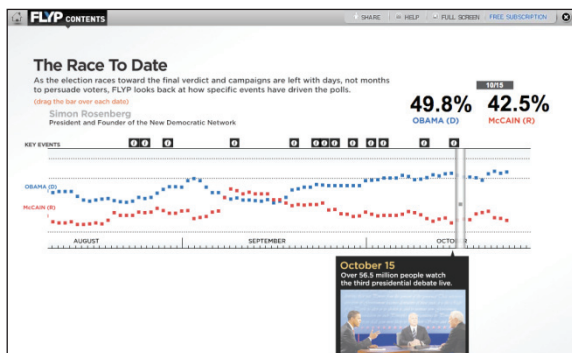 FLYP CONTENTS
SHARE HELP FULL SCREEN FREE SUBSCRIPTION
The Race To Date
As the election races toward the final verdict and campaigns are left with days, not months
to persuade voters, FLYP looks back at how specific events have driven the polls.
(drag the bar over each date)
Simon Rosenberg
President and Founder of the New Democratic Network
10/15
49.8% 42.5%
OBAMA (D) McCAIN (R)
KEY EVENTS
OBAMA (D)
McCAIN (R)
AUGUST SEPTEMBER OCTOBER
October 15
Over 56.5 million people watch
the third presidential debate live.